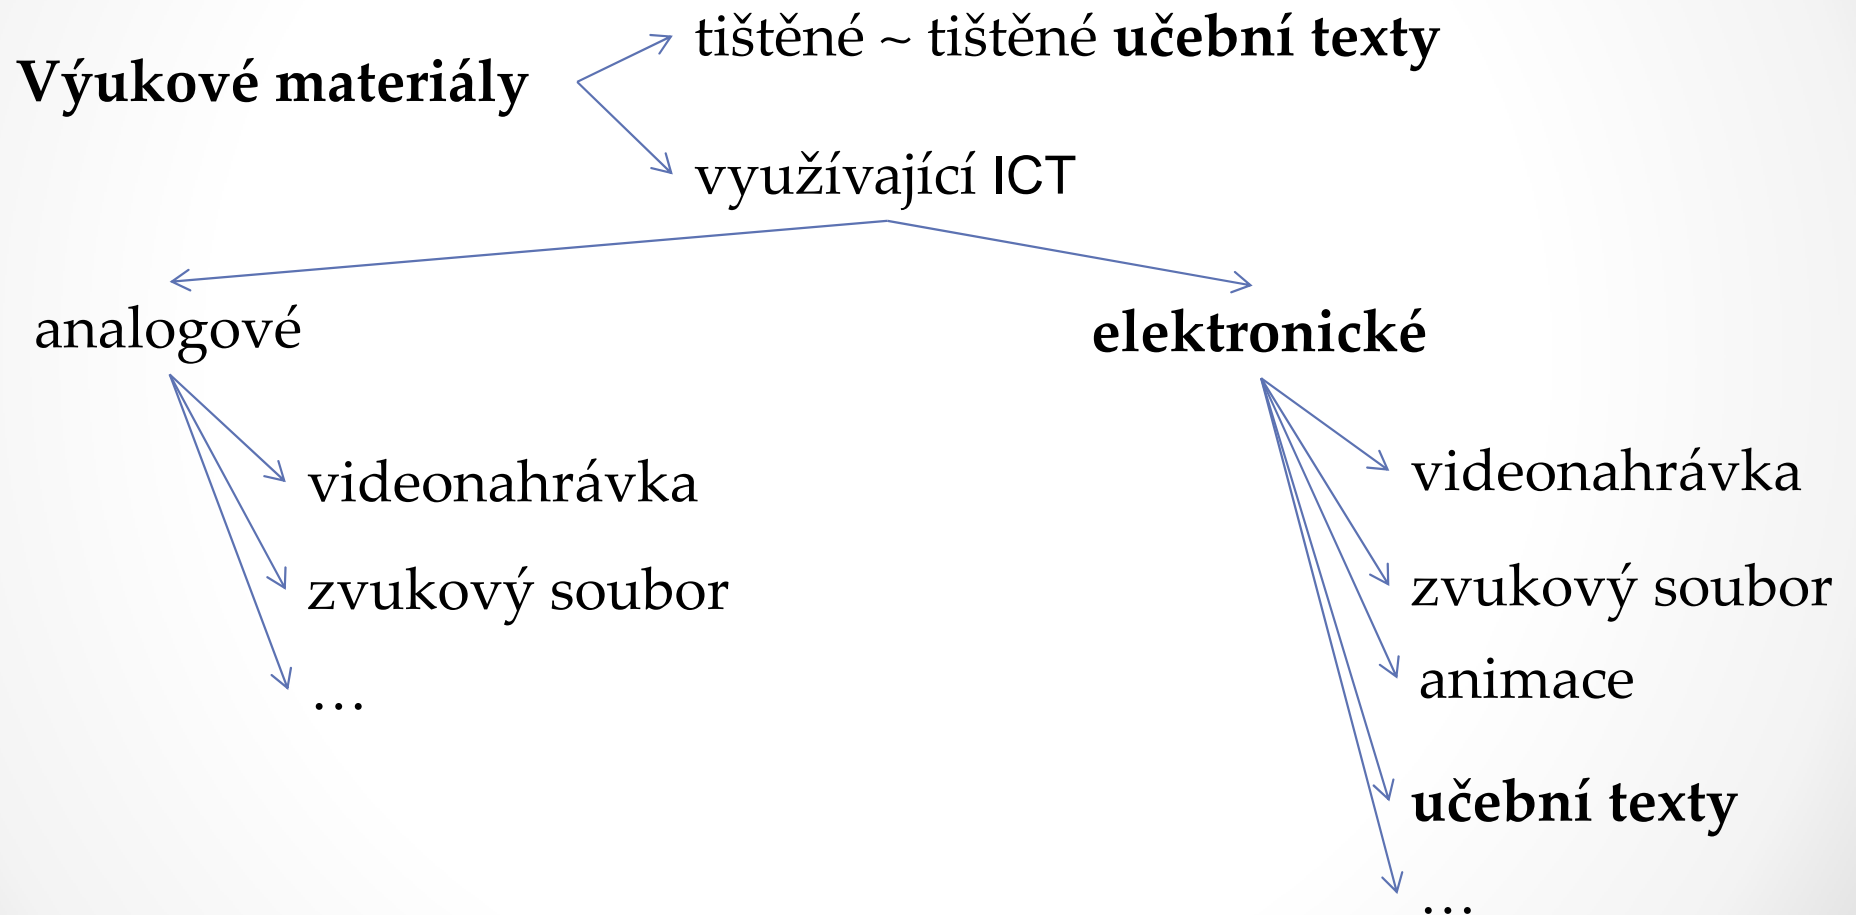 Výukové materiály
tištěné ~ tištěné učební texty
využívající ICT
analogové
videonahrávka
zvukový soubor
…
elektronické
videonahrávka
zvukový soubor
animace
učební texty
…